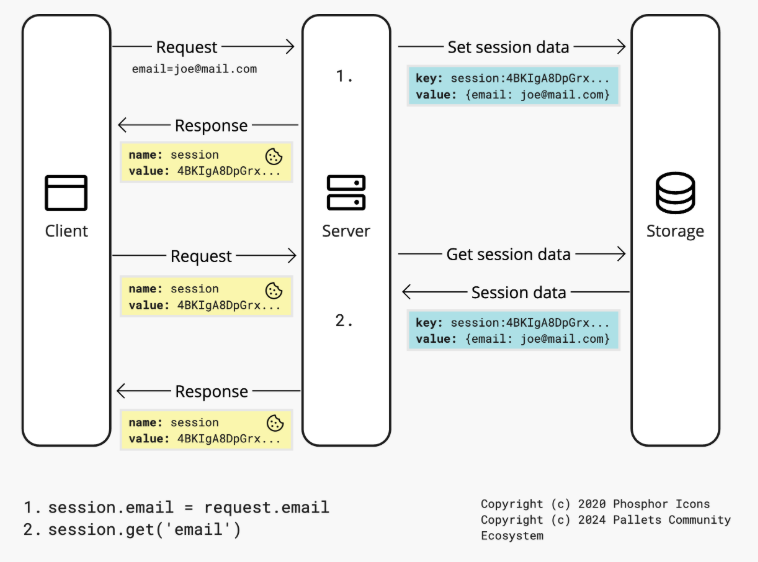 Request
Set session data
email=joe@mail.com
1.
key: session:4BKIgA8DpGrx...
value: {email: joe@mail.com}
Response
name: session
value: 4BKIgA8DpGrx...
Client
Server
Storage
Request
Get session data
name: session
value: 4BKIgA8DpGrx...
Session data
2.
key: session:4BKIgA8DpGrx...
value: {email: joe@mail.com}
Response
name: session
value: 4BKIgA8DpGrx...
1. session.email = request.email
2. session.get('email')
Copyright (c) 2020 Phosphor Icons
Copyright (c) 2024 Pallets Community
Ecosystem